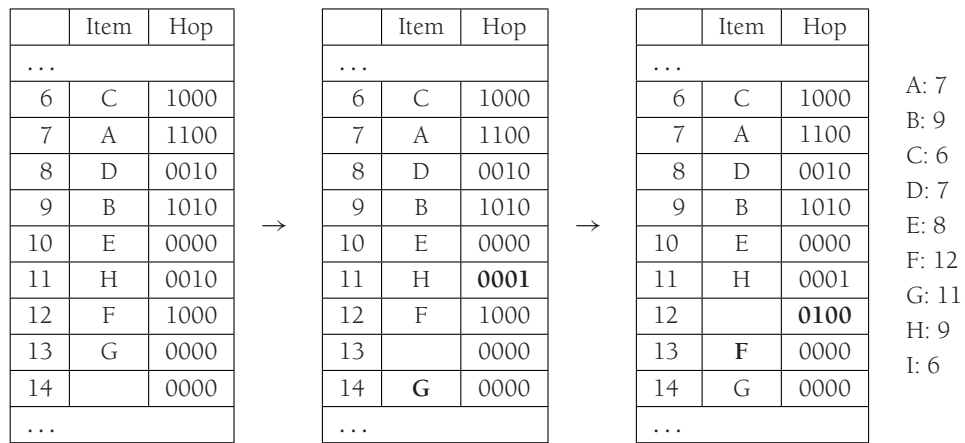 Item Hop → Item Hop → Item Hop
... ... ...
6 C 1000 6 C 1000 6 C 1000 A: 7
7 A 1100 7 A 1100 7 A 1100 B: 9
8 D 0010 8 D 0010 8 D 0010 C: 6
9 B 1010 9 B 1010 9 B 1010 D: 7
10 E 0000 10 E 0000 10 E 0000 E: 8
11 H 0010 11 H 0001 11 H 0001 F: 12
12 F 1000 12 F 1000 12 0100 G: 11
13 G 0000 13 0000 13 F 0000 H: 9
14 0000 14 G 0000 14 G 0000 I: 6
... ... ...